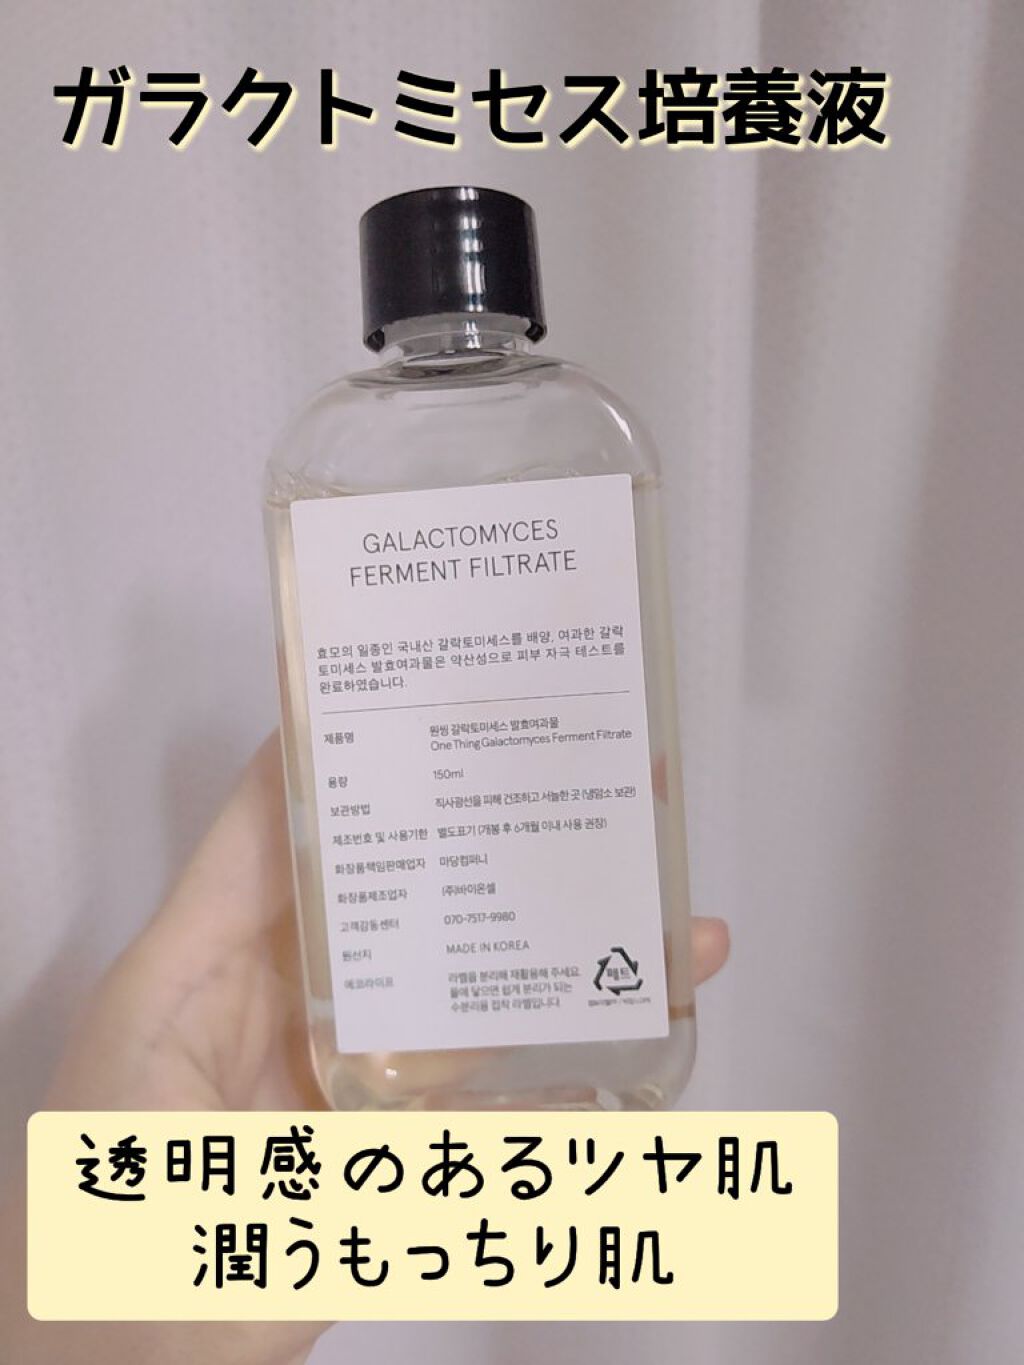 ガラクトミセス培養液
GALACTOMYCES
FERMENT FILTRATE
효모의 일종인 국내산 갈락토미세스를 배양, 여과한 갈락
토미세스 발효여과물은 약산성으로 피부 자극 테스트를
완료하였습니다.
제품명 원씽 갈락토미세스 발효여과물
One Thing Galactomyces Ferment Filtrate
용량 150ml
보관방법 직사광선을 피해 건조하고 서늘한 곳 (냉암소 보관)
제조번호 및 사용기한 별도표기 (개봉 후 6개월 이내 사용 권장)
화장품책임판매업자 마당컴퍼니
화장품제조업자 (주)바이온셀
고객감동센터 070-7517-9980
원산지 MADE IN KOREA
에코라이프 라벨을 분리해 재활용해 주세요.
물에 닿으면 쉽게 분리가 되는
수분리용 접착 라벨입니다.
페트
透明感のあるツヤ肌
潤うもっちり肌